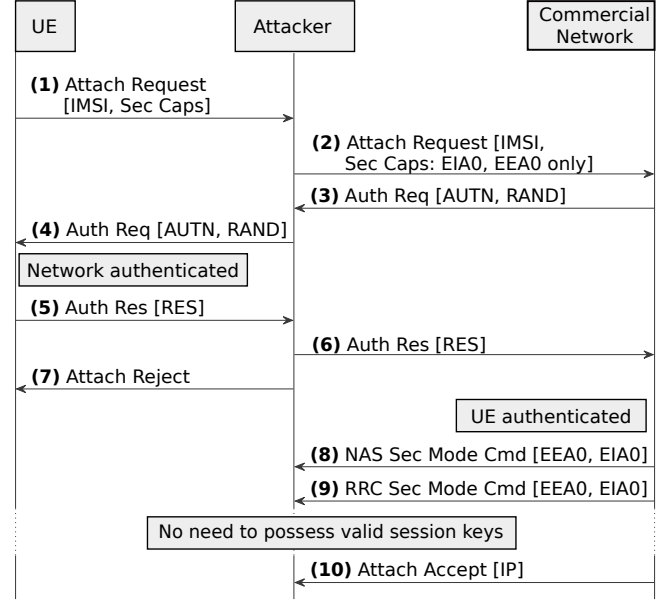 UE
Attacker
Commercial
Network
(1) Attach Request
[IMSI, Sec Caps]
(2) Attach Request [IMSI,
Sec Caps: EIA0, EEA0 only]
(3) Auth Req [AUTN, RAND]
(4) Auth Req [AUTN, RAND]
Network authenticated
(5) Auth Res [RES]
(6) Auth Res [RES]
(7) Attach Reject
UE authenticated
(8) NAS Sec Mode Cmd [EEA0, EIA0]
(9) RRC Sec Mode Cmd [EEA0, EIA0]
No need to possess valid session keys
(10) Attach Accept [IP]